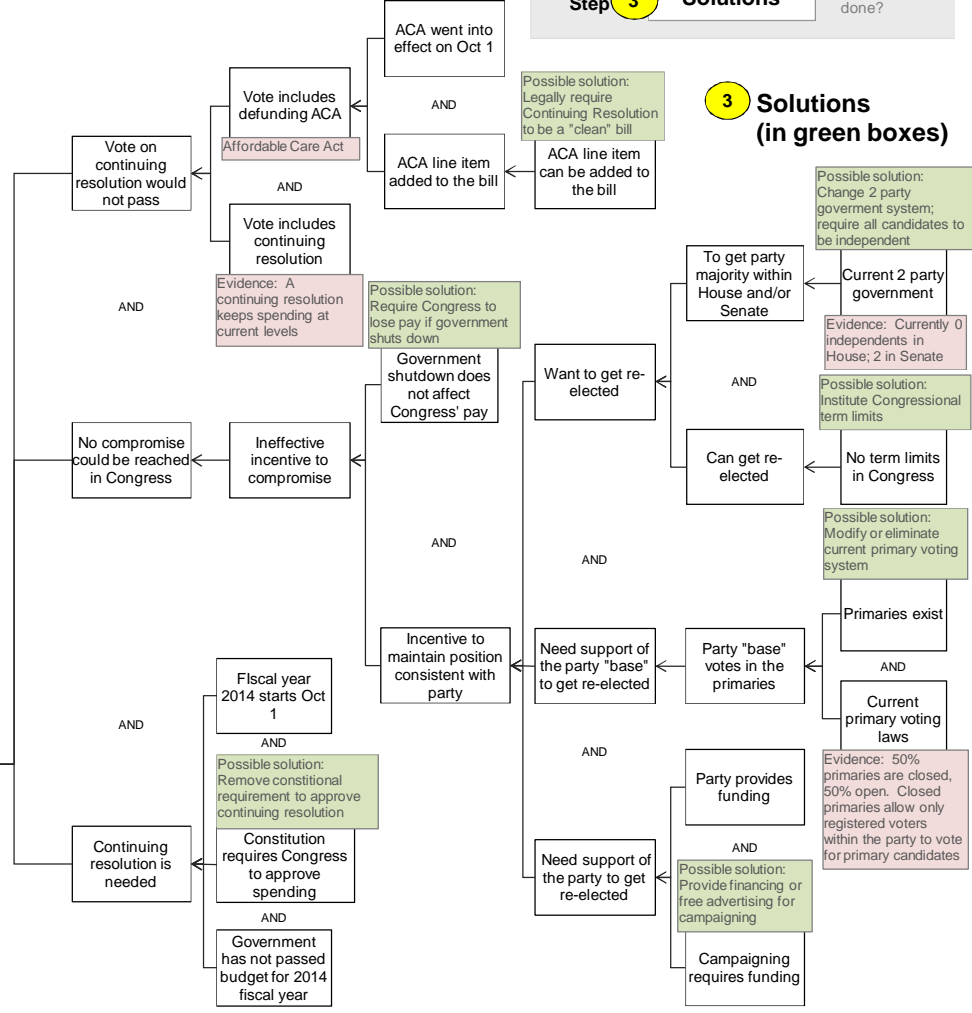 Step
3
Solutions
done?
3
Solutions
(in green boxes)
ACA went into
effect on Oct 1
AND
Possible solution:
Legally require
Continuing Resolution
to be a "clean" bill
ACA line item
added to the bill
ACA line item
can be added to
the bill
Vote includes
defunding ACA
Affordable Care Act
AND
Vote includes
continuing
resolution
Evidence: A
continuing resolution
keeps spending at
current levels
Vote on
continuing
resolution would
not pass
AND
Possible solution:
Change 2 party
goverment system;
require all candidates to
be independent
To get party
majority within
House and/or
Senate
Current 2 party
government
Evidence: Currently 0
independents in
House; 2 in Senate
Possible solution:
Require Congress to
lose pay if government
shuts down
Government
shutdown does
not affect
Congress' pay
Want to get re-
elected
AND
Possible solution:
Institute Congressional
term limits
Can get re-
elected
No term limits
in Congress
No compromise
could be reached
in Congress
Ineffective
incentive to
compromise
AND
AND
Possible solution:
Modify or eliminate
current primary voting
system
Primaries exist
AND
Current
primary voting
laws
Evidence: 50%
primaries are closed,
50% open. Closed
primaries allow only
registered voters
within the party to vote
for primary candidates
Incentive to
maintain position
consistent with
party
Need support of
the party "base"
to get re-elected
Party "base"
votes in the
primaries
AND
AND
FIscal year
2014 starts Oct
1
AND
Possible solution:
Remove constitional
requirement to approve
continuing resolution
Constitution
requires Congress
to approve
spending
AND
Government
has not passed
budget for 2014
fiscal year
Continuing
resolution is
needed
Party provides
funding
AND
Need support of
the party to get
re-elected
Possible solution:
Provide financing or
free advertising for
campaigning
Campaigning
requires funding